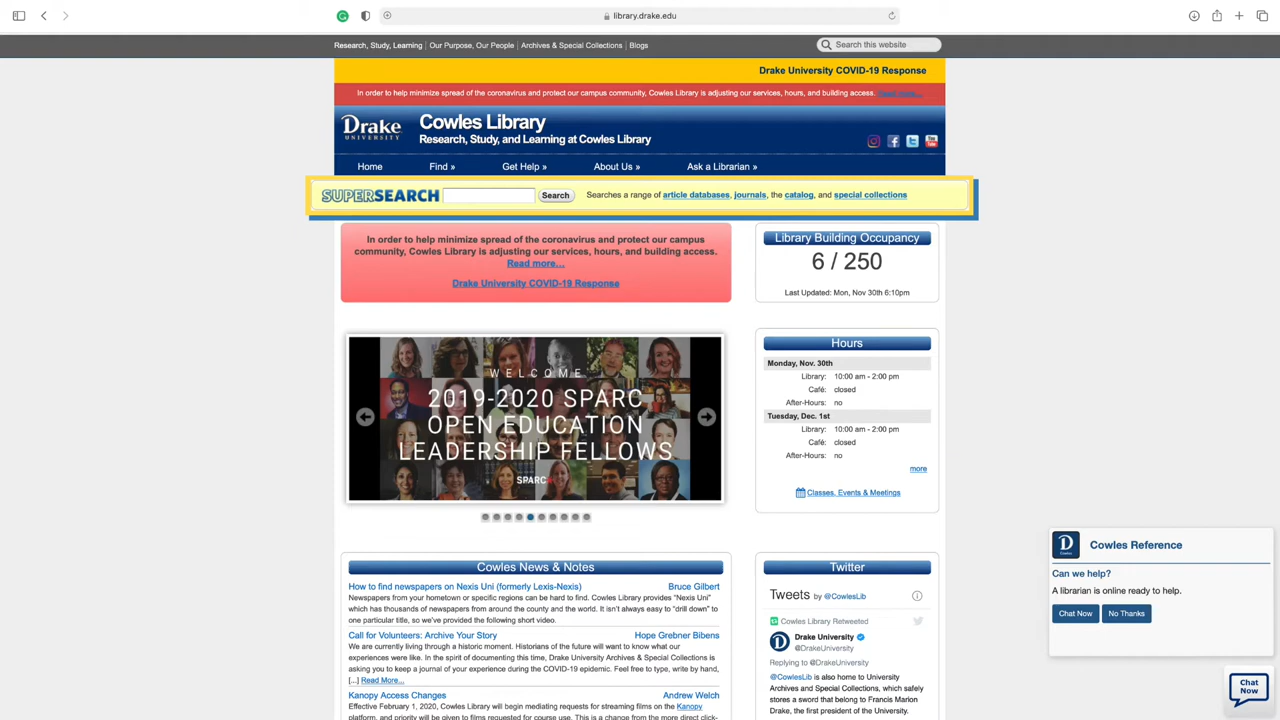 library.drake.edu
Research, Study, Learning | Our Purpose, Our People | Archives & Special Collections | Blogs
Search this website
Drake University COVID-19 Response
In order to help minimize spread of the coronavirus and protect our campus community, Cowles Library is adjusting our services, hours, and building access. Read more...
Drake
UNIVERSITY
Cowles Library
Research, Study, and Learning at Cowles Library
Home
Find »
Get Help »
About Us »
Ask a Librarian »
SUPERSEARCH
Search
Searches a range of article databases, journals, the catalog, and special collections
In order to help minimize spread of the coronavirus and protect our campus
community, Cowles Library is adjusting our services, hours, and building access.
Read more…
Drake University COVID-19 Response
Library Building Occupancy
6 / 250
Last Updated: Mon, Nov 30th 6:10pm
WELCOME
2019-2020 SPARC
OPEN EDUCATION
LEADERSHIP FELLOWS
SPARC
Hours
Monday, Nov. 30th
Library: 10:00 am - 2:00 pm
Café: closed
After-Hours: no
Tuesday, Dec. 1st
Library: 10:00 am - 2:00 pm
Café: closed
After-Hours: no
more
Classes, Events & Meetings
Cowles News & Notes
How to find newspapers on Nexis Uni (formerly Lexis-Nexis) Bruce Gilbert
Newspapers from your hometown or specific regions can be hard to find. Cowles Library provides "Nexis Uni"
which has thousands of newspapers from around the county and the world. It isn't always easy to "drill down" to
one particular title, so we've provided the following short video.
Call for Volunteers: Archive Your Story Hope Grebner Bibens
We are currently living through a historic moment. Historians of the future will want to know what our
experiences were like. In the spirit of documenting this time, Drake University Archives & Special Collections is
asking you to keep a journal of your experience during the COVID-19 epidemic. Feel free to type, write by hand,
[...] Read More...
Kanopy Access Changes Andrew Welch
Effective February 1, 2020, Cowles Library will begin mediating requests for streaming films on the Kanopy
platform, and priority will be given to films requested for course use. This is a change from the more direct click-
Twitter
Tweets by @CowlesLib
Cowles Library Retweeted
Drake University
@DrakeUniversity
Replying to @DrakeUniversity
@CowlesLib is also home to University
Archives and Special Collections, which safely
stores a sword that belong to Francis Marion
Drake, the first president of the University.
D
Cowles
Cowles Reference
Can we help?
A librarian is online ready to help.
Chat Now
No Thanks
Chat
Now